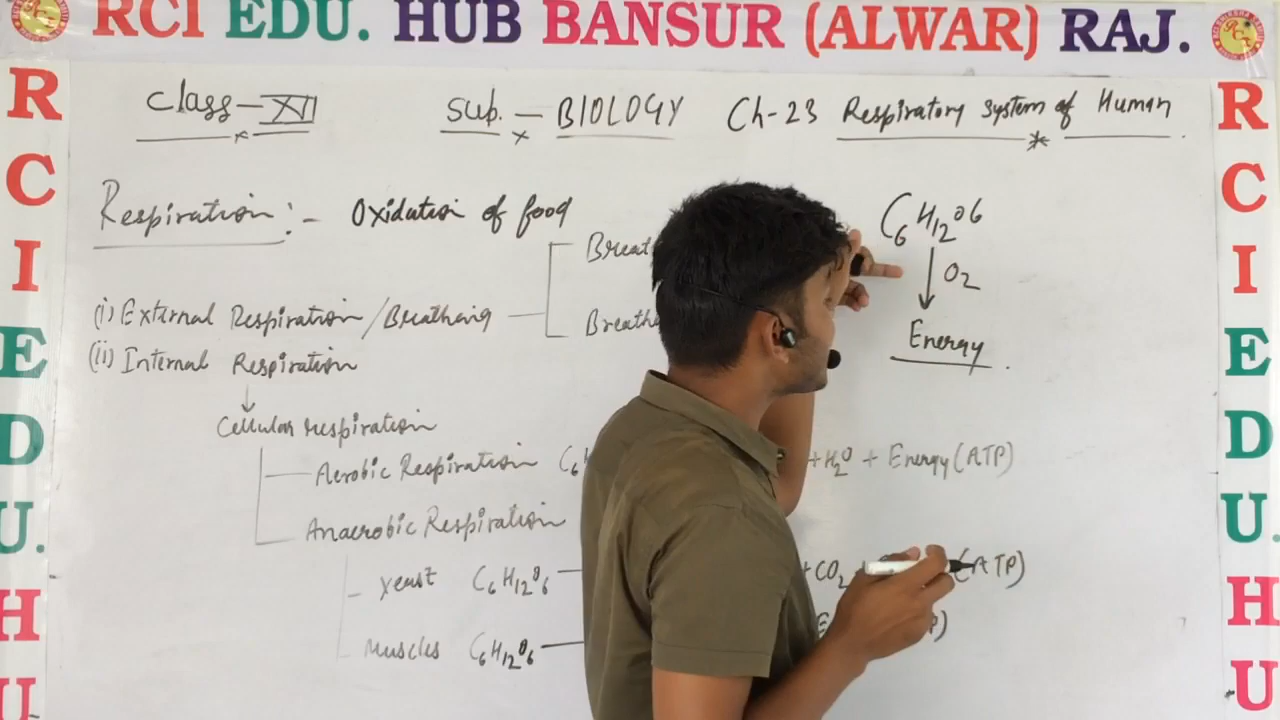 RCI EDU. HUB BANSUR (ALWAR) RAJ.
R
C
I
E
D
U.
H
U
Class-XII Sub. - BIOLOGY Ch-23 Respiratory System of Human
Respiration :- Oxidation of food
C6H12O6
O2
Energy
(i) External Respiration/Breathing
(ii) Internal Respiration
Cellular respiration
Aerobic Respiration + H2O + Energy (ATP)
Anaerobic Respiration
Yeast C6H12O6 + CO2 (ATP)
Muscles C6H12O6
R
C
I
E
D
U.
H
U